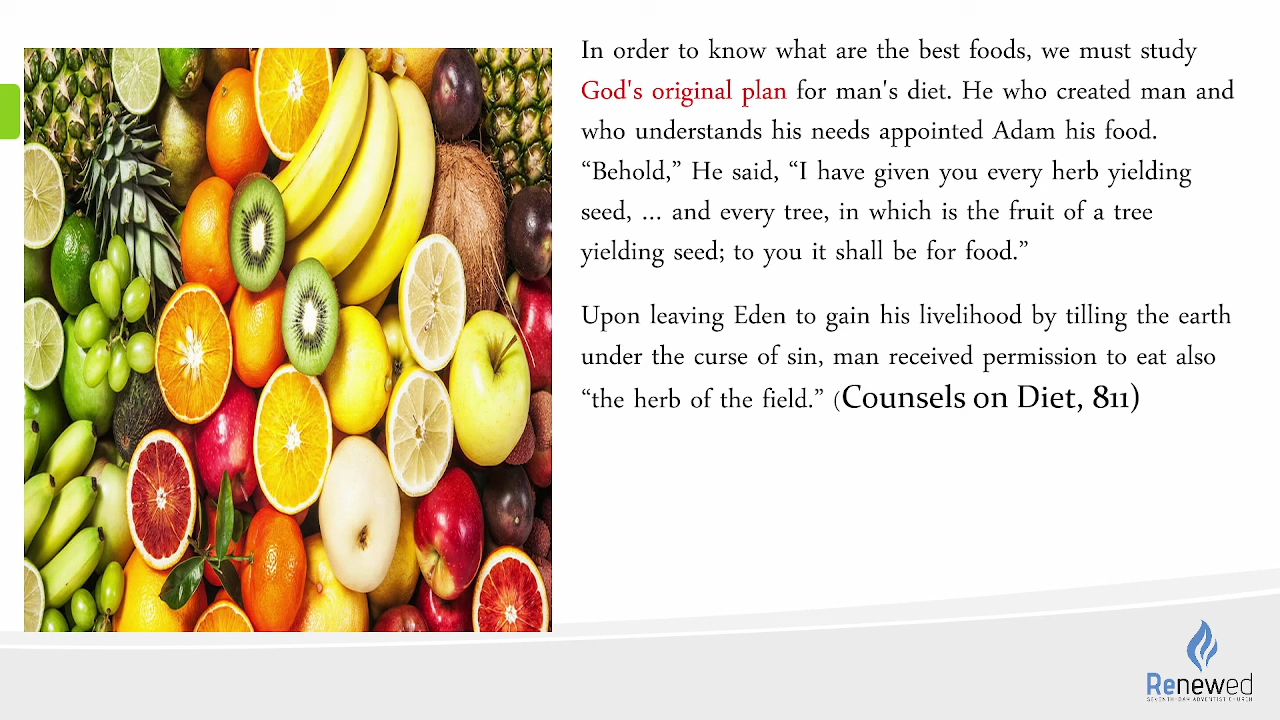 In order to know what are the best foods, we must study
God's original plan for man's diet. He who created man and
who understands his needs appointed Adam his food.
“Behold,” He said, “I have given you every herb yielding
seed, ... and every tree, in which is the fruit of a tree
yielding seed; to you it shall be for food.”
Upon leaving Eden to gain his livelihood by tilling the earth
under the curse of sin, man received permission to eat also
“the herb of the field.” (Counsels on Diet, 811)
Renewed
SEVENTH-DAY ADVENTIST CHURCH